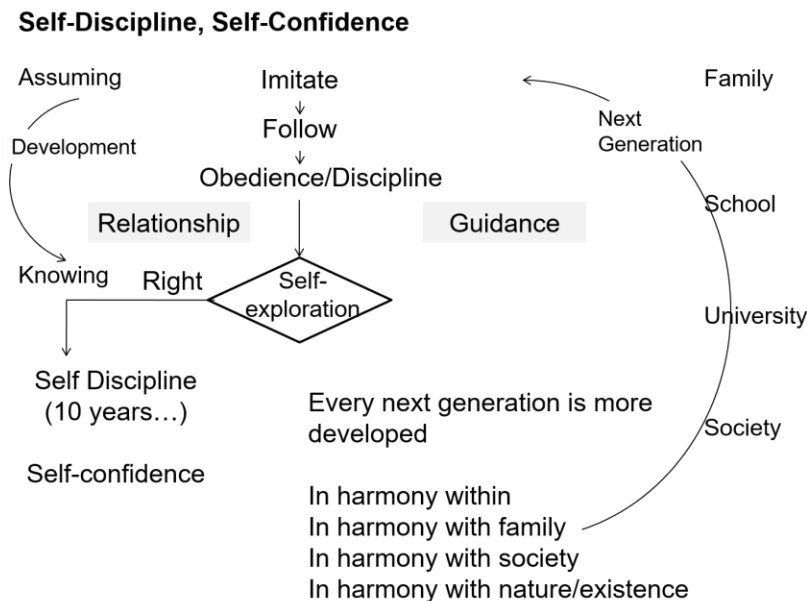 Self-Discipline, Self-Confidence
Assuming
Imitate
Family
Next
Generation
Follow
Development
Obedience/Discipline
School
Relationship
Guidance
Knowing
Right
Self-
exploration
University
Self Discipline
(10 years…)
Every next generation is more
developed
Society
Self-confidence
In harmony within
In harmony with family
In harmony with society
In harmony with nature/existence